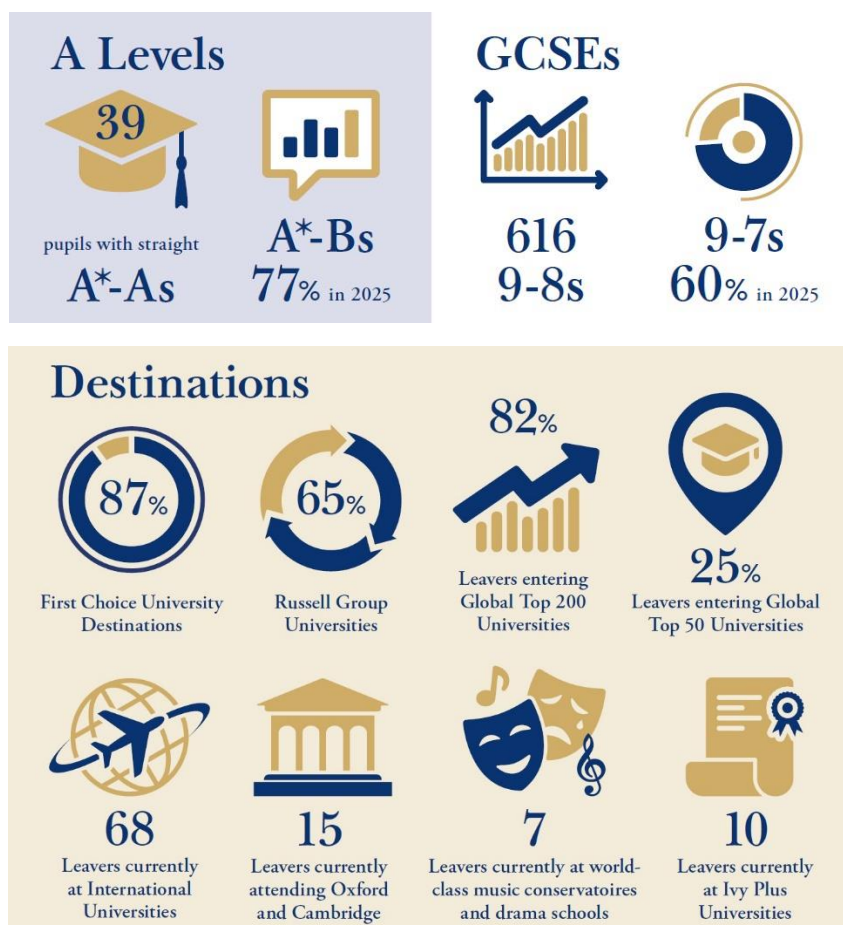 A Levels
39
pupils with straight
A*-As
A*-Bs
77% in 2025
GCSEs
616
9-8s
9-7s
60% in 2025
Destinations
87%
First Choice University
Destinations
65%
Russell Group
Universities
82%
Leavers entering
Global Top 200
Universities
25%
Leavers entering Global
Top 50 Universities
68
Leavers currently
at International
Universities
15
Leavers currently
attending Oxford
and Cambridge
7
Leavers currently at world-
class music conservatoires
and drama schools
10
Leavers currently
at Ivy Plus
Universities